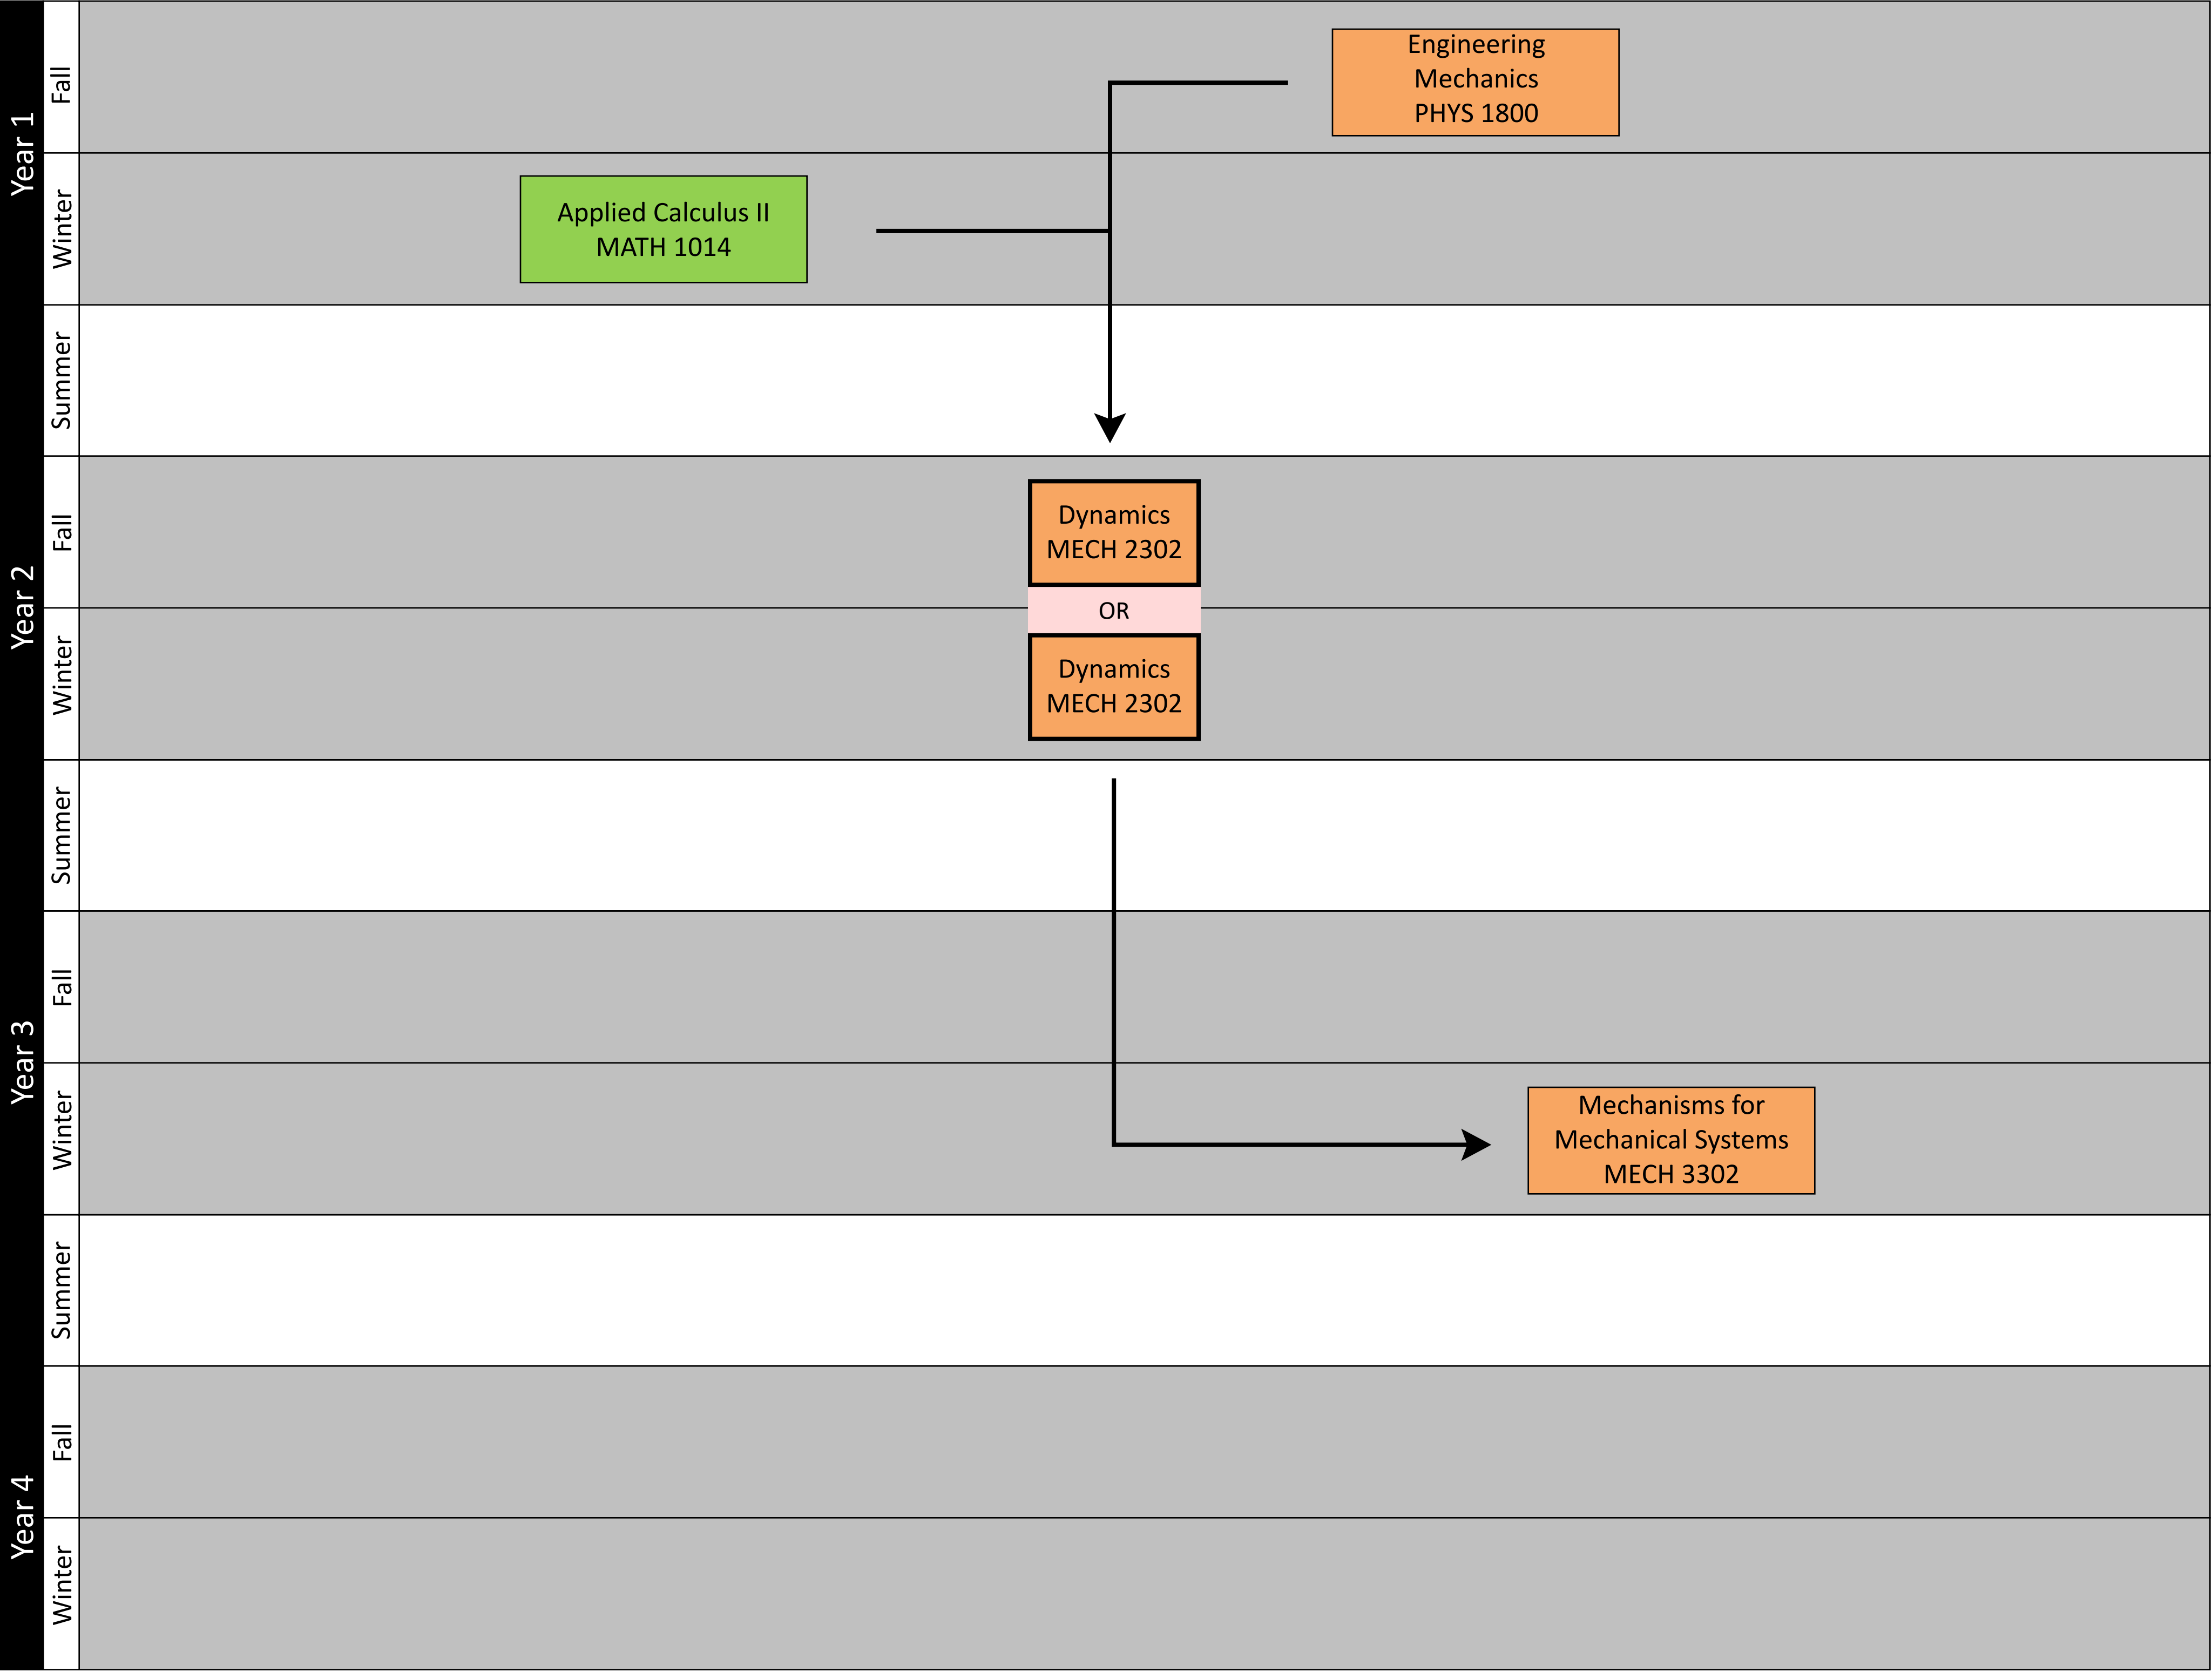 Year 1
Fall
Engineering
Mechanics
PHYS 1800
Winter
Applied Calculus II
MATH 1014
Summer
Year 2
Fall
Dynamics
MECH 2302
OR
Winter
Dynamics
MECH 2302
Summer
Year 3
Fall
Winter
Mechanisms for
Mechanical Systems
MECH 3302
Summer
Year 4
Fall
Winter